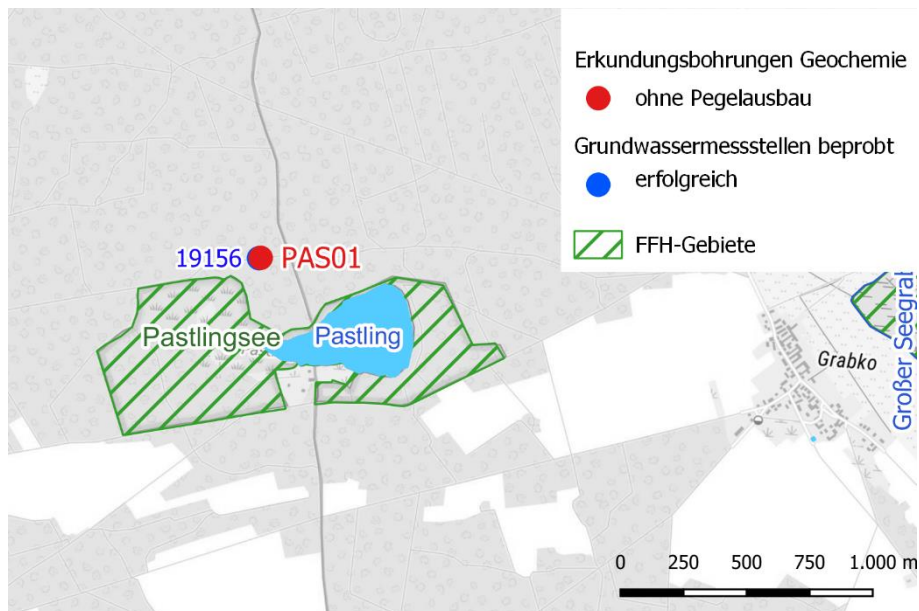 Erkundungsbohrungen Geochemie
ohne Pegelausbau
Grundwassermessstellen beprobt
erfolgreich
FFH-Gebiete
19156 PAS01
Pastlingsee
Pastling
Grabko
Großer Seegrab
0 250 500 750 1.000 m